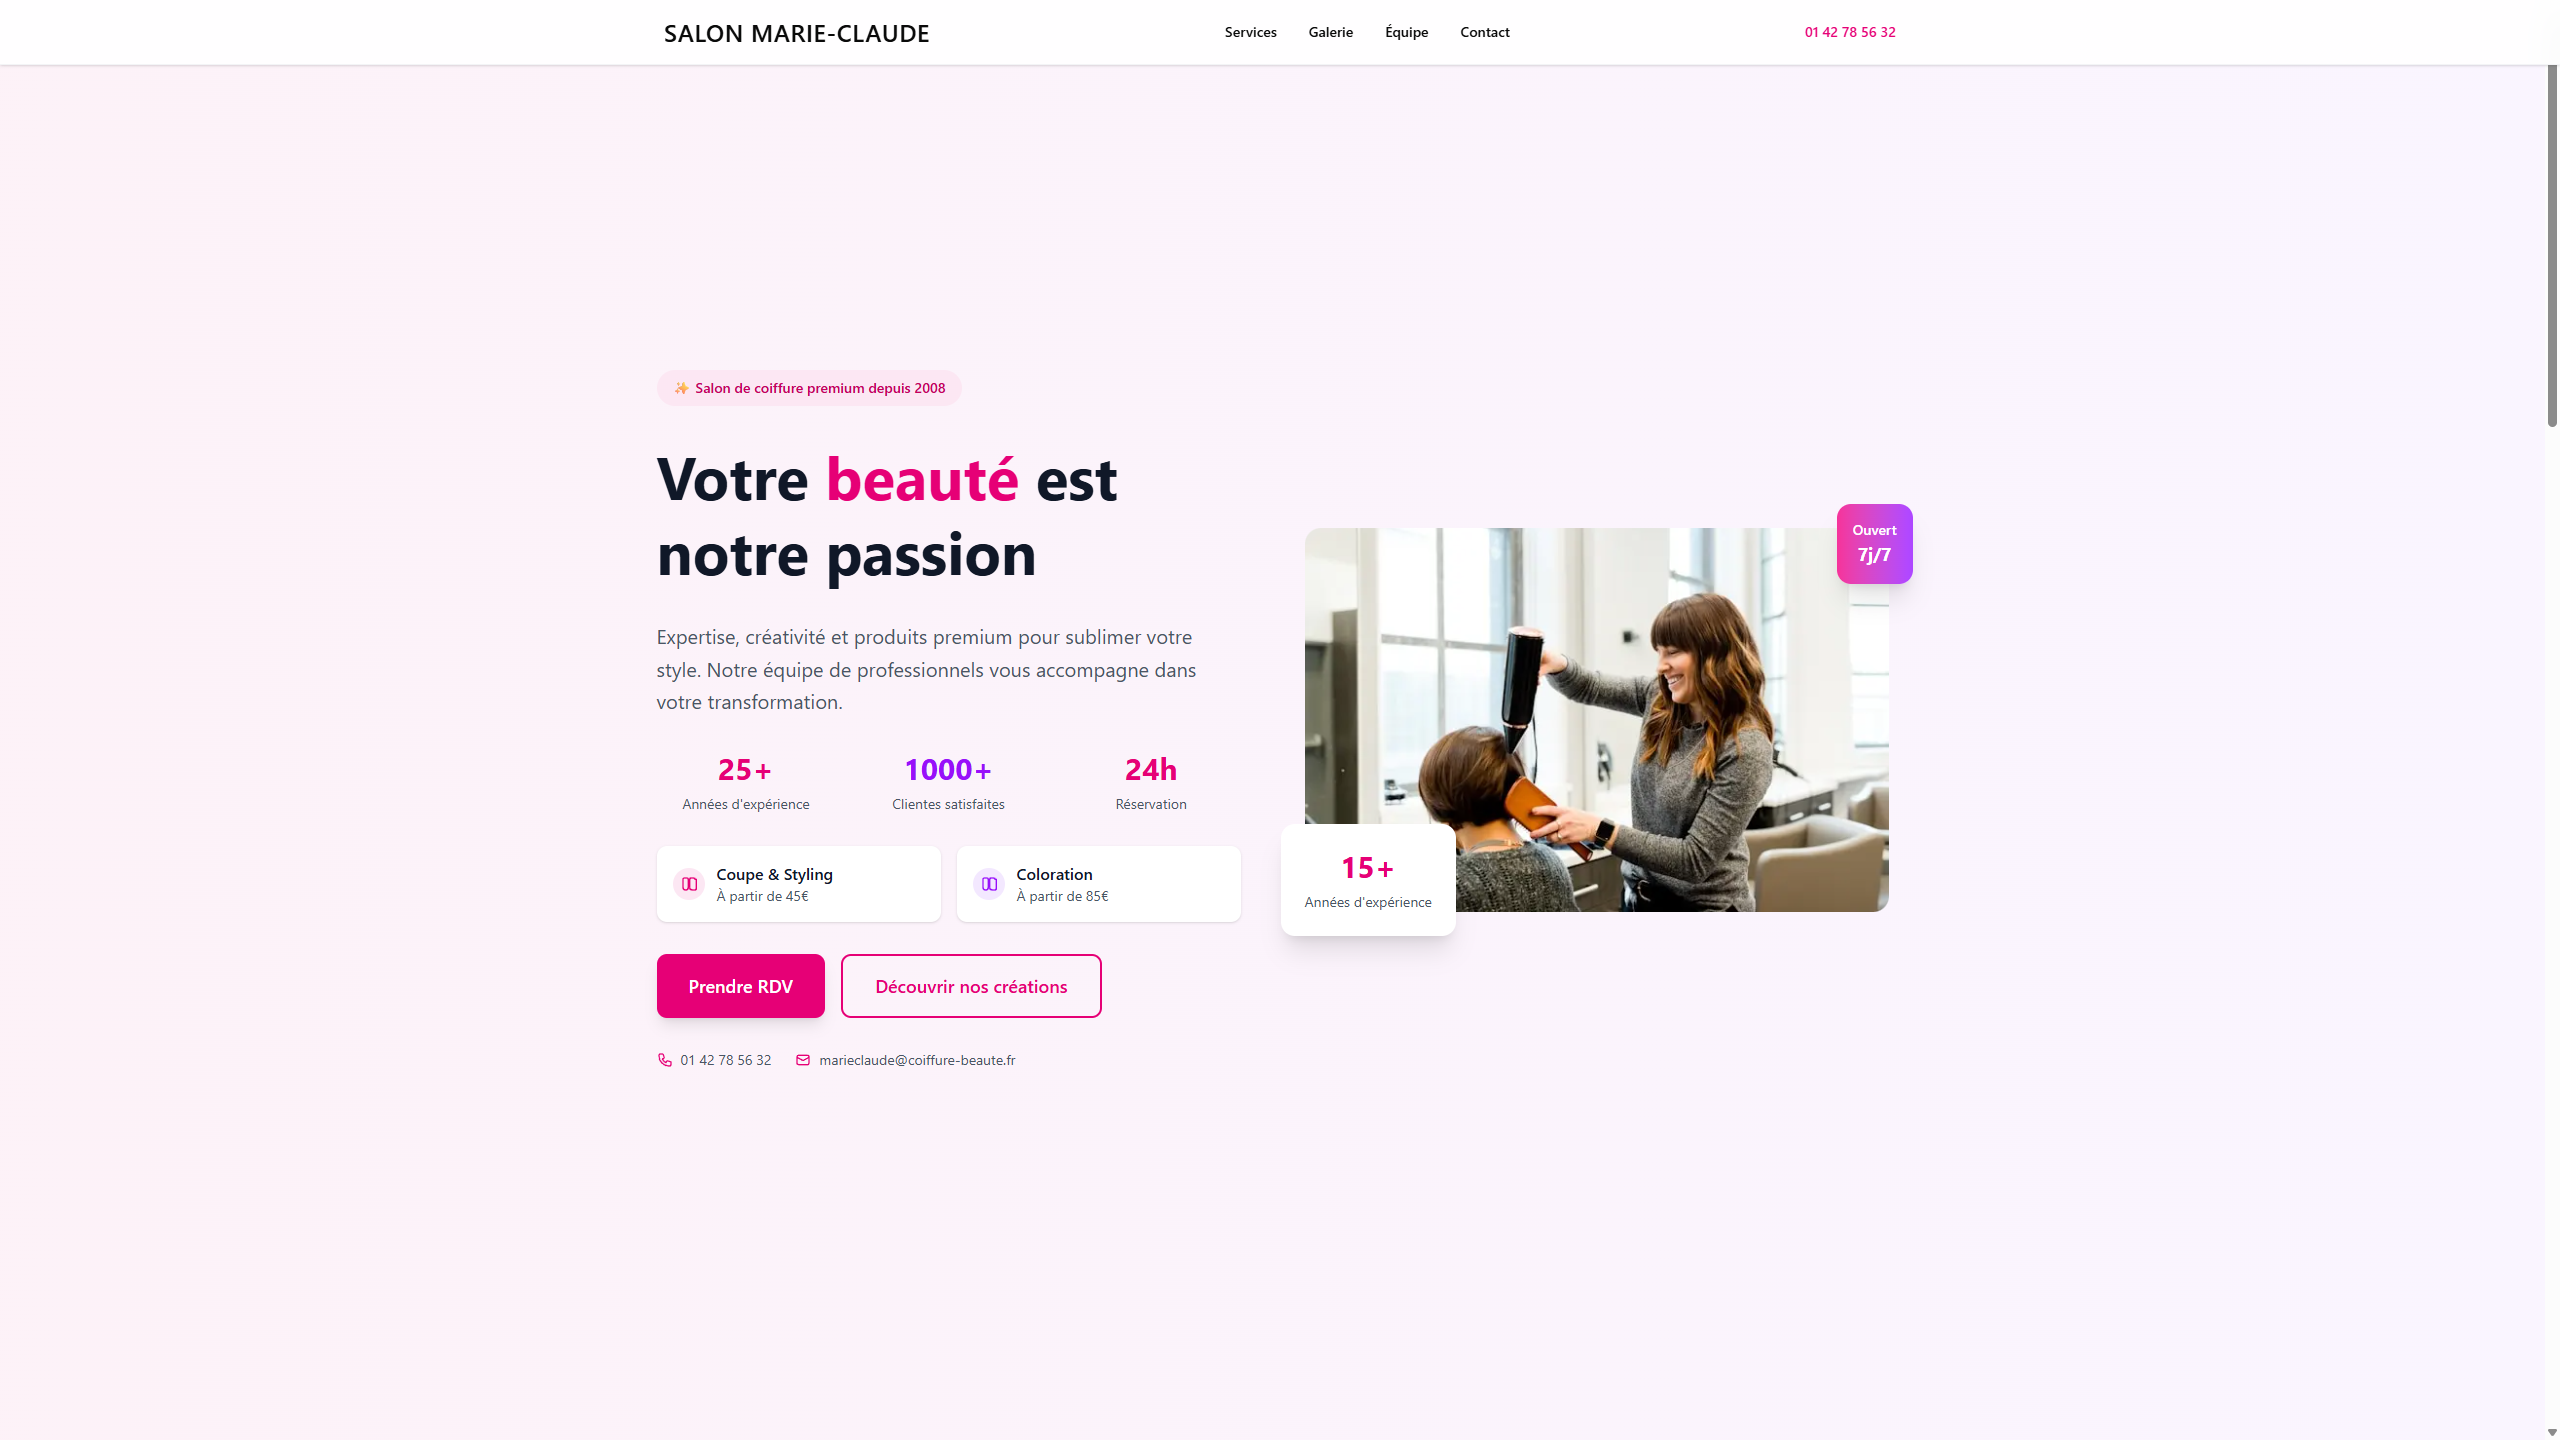 SALON MARIE-CLAUDE
Services
Galerie
Équipe
Contact
01 42 78 56 32
✨ Salon de coiffure premium depuis 2008
Votre beauté est
notre passion
Expertise, créativité et produits premium pour sublimer votre
style. Notre équipe de professionnels vous accompagne dans
votre transformation.
25+
Années d'expérience
1000+
Clientes satisfaites
24h
Réservation
Coupe & Styling
À partir de 45€
Coloration
À partir de 85€
Prendre RDV
Découvrir nos créations
01 42 78 56 32
marieclaude@coiffure-beaute.fr
Ouvert
7j/7
15+
Années d'expérience